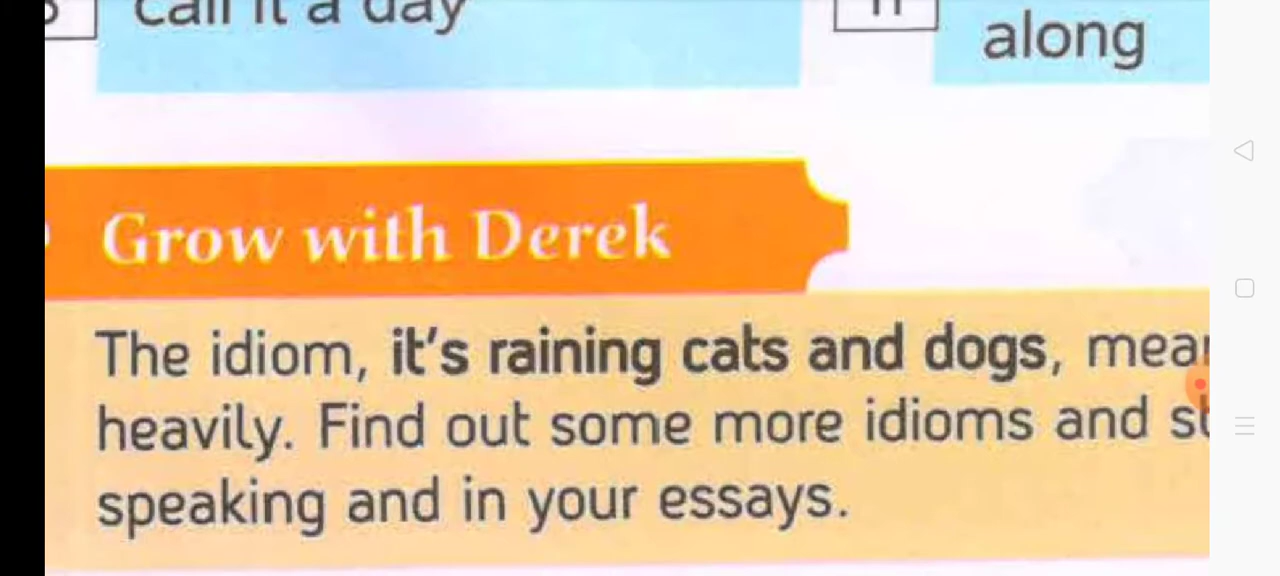 call it a day
along
Grow with Derek
The idiom, it's raining cats and dogs,
heavily. Find out some more idioms and
speaking and in your essays.